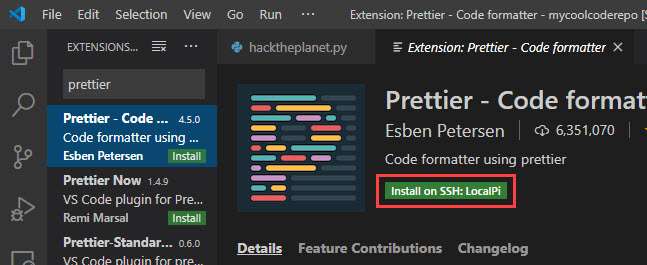 File
Edit
Selection
View
Go
Extension: Prettier - Code formatter - mycoolcoderepo [
EXTENSIONS...
prettier
Prettier - Code ... 4.5.0
Code formatter using ...
Esben Petersen Install
Prettier Now 1.4.9
VS Code plugin for Pre...
Remi Marsal Install
Prettier-Standar... 0.6.0
VS Code plugin for Pre...
hacktheplanet.py
Extension: Prettier - Code formatter
Prettier - Code format
Esben Petersen
6,351,070
Code formatter using prettier
Install on SSH: LocalPi
Details
Feature Contributions
Changelog